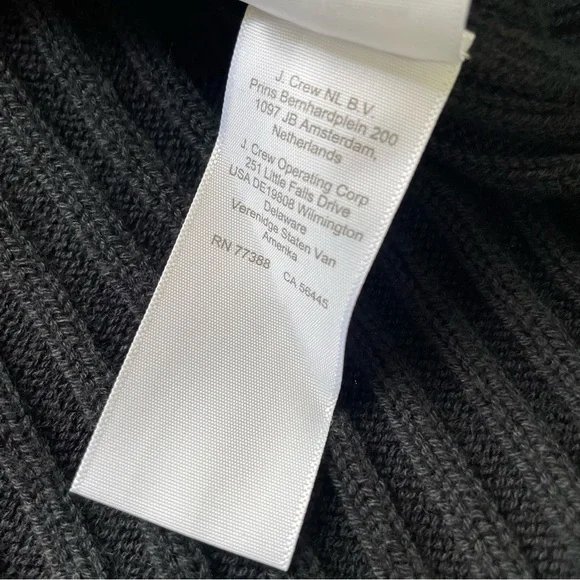 J. Crew NL B.V.
Prins Bernhardplein 200
1097 JB Amsterdam,
Netherlands
J. Crew Operating Corp
251 Little Falls Drive
USA DE19808 Wilmington
Delaware
Verenidge Staten Van
Amerika
RN 77388 CA 56445